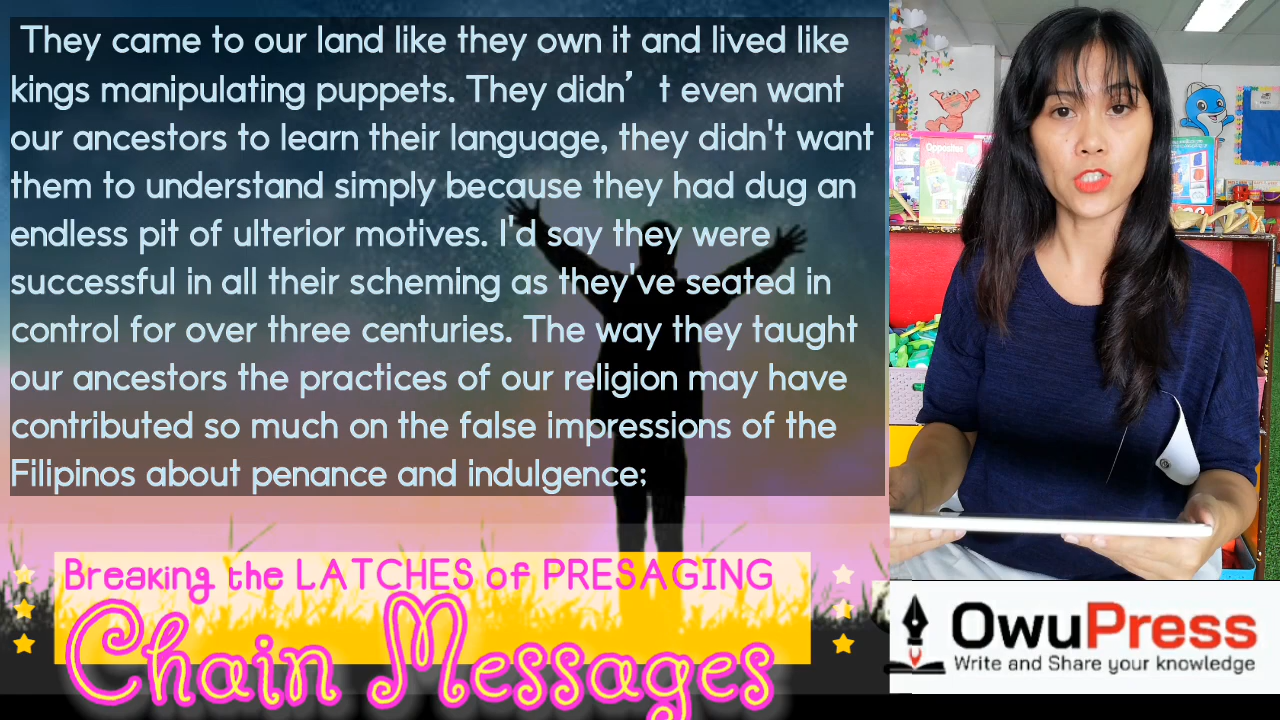 They came to our land like they own it and lived like
kings manipulating puppets. They didn’ t even want
our ancestors to learn their language, they didn't want
them to understand simply because they had dug an
endless pit of ulterior motives. I'd say they were
successful in all their scheming as they've seated in
control for over three centuries. The way they taught
our ancestors the practices of our religion may have
contributed so much on the false impressions of the
Filipinos about penance and indulgence;
Breaking the LATCHES of PRESAGING
Chain Messages
Opposites
OwuPress
Write and Share your knowledge